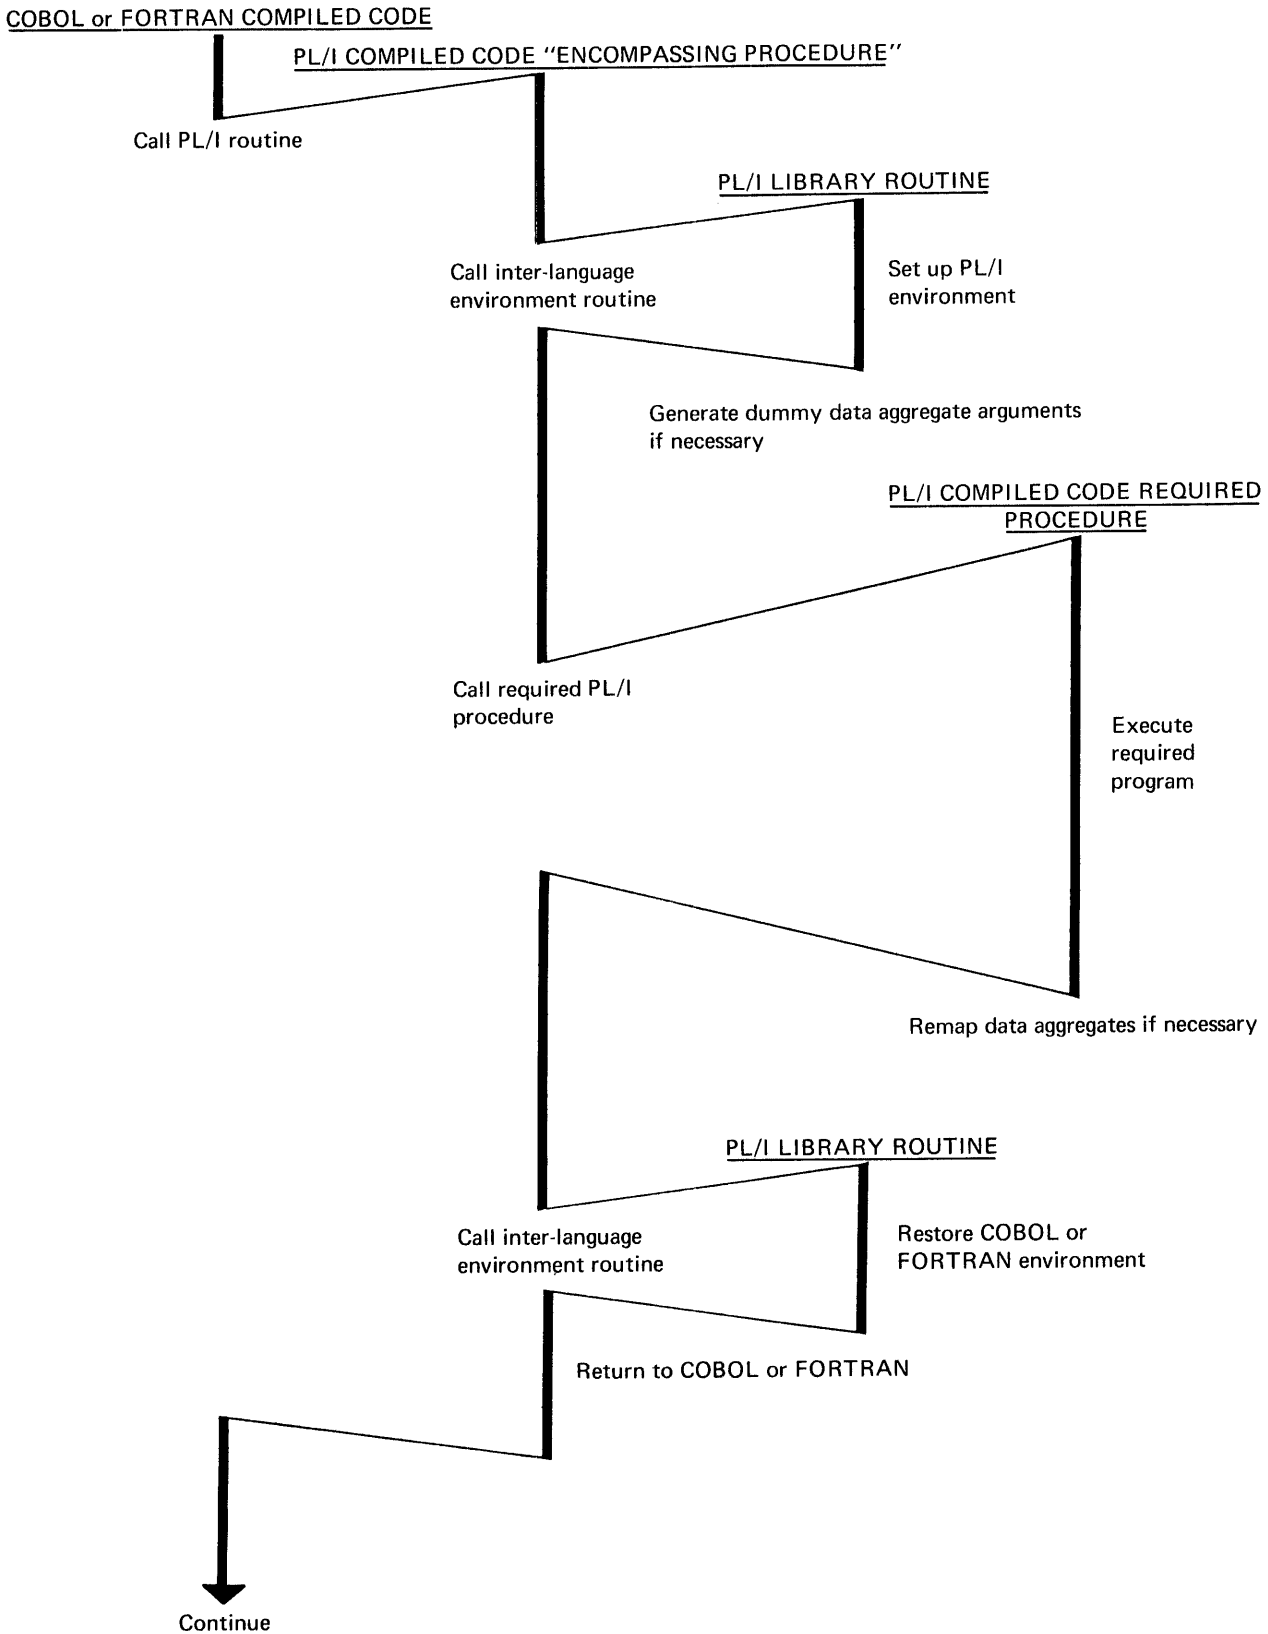 COBOL or FORTRAN COMPILED CODE
PL/I COMPILED CODE "ENCOMPASSING PROCEDURE"
Call PL/I routine
PL/I LIBRARY ROUTINE
Call inter-language
environment routine
Set up PL/I
environment
Generate dummy data aggregate arguments
if necessary
PL/I COMPILED CODE REQUIRED
PROCEDURE
Call required PL/I
procedure
Execute
required
program
Remap data aggregates if necessary
PL/I LIBRARY ROUTINE
Call inter-language
environment routine
Restore COBOL or
FORTRAN environment
Return to COBOL or FORTRAN
Continue